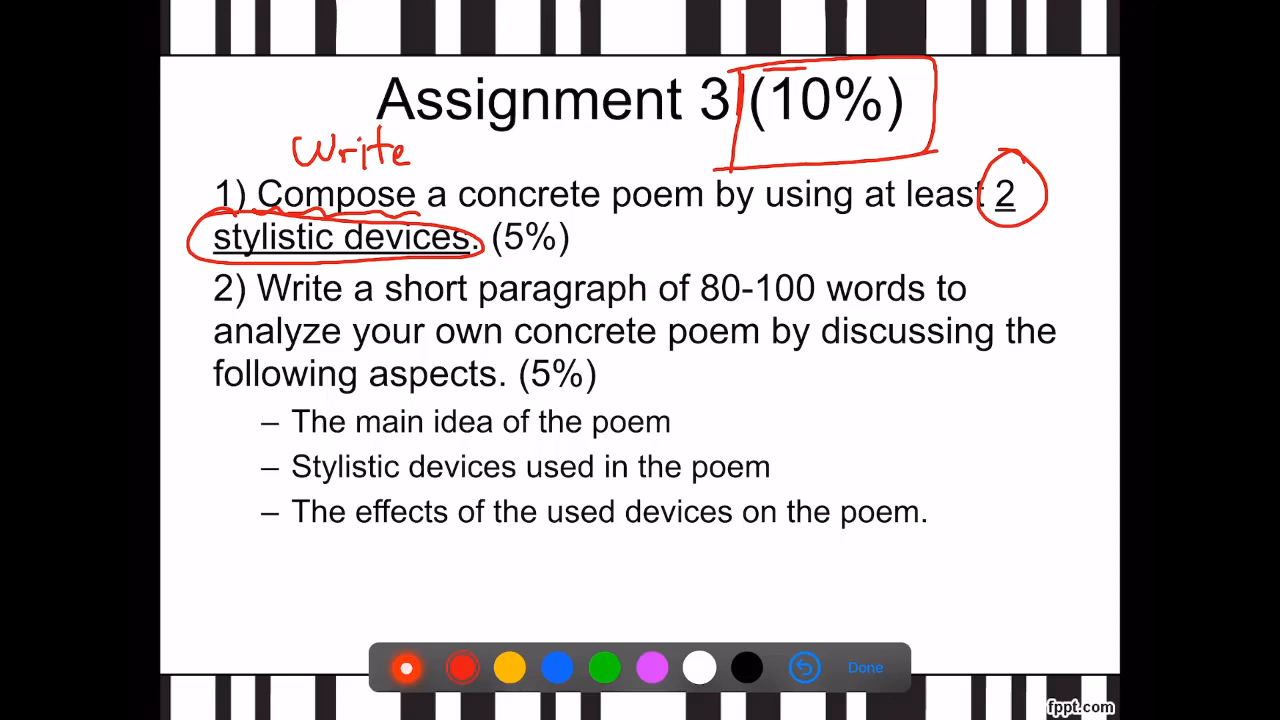 Assignment 3 (10%)
Write
1) Compose a concrete poem by using at least 2
stylistic devices. (5%)
2) Write a short paragraph of 80-100 words to
analyze your own concrete poem by discussing the
following aspects. (5%)
– The main idea of the poem
– Stylistic devices used in the poem
– The effects of the used devices on the poem.
Done
fppt.com